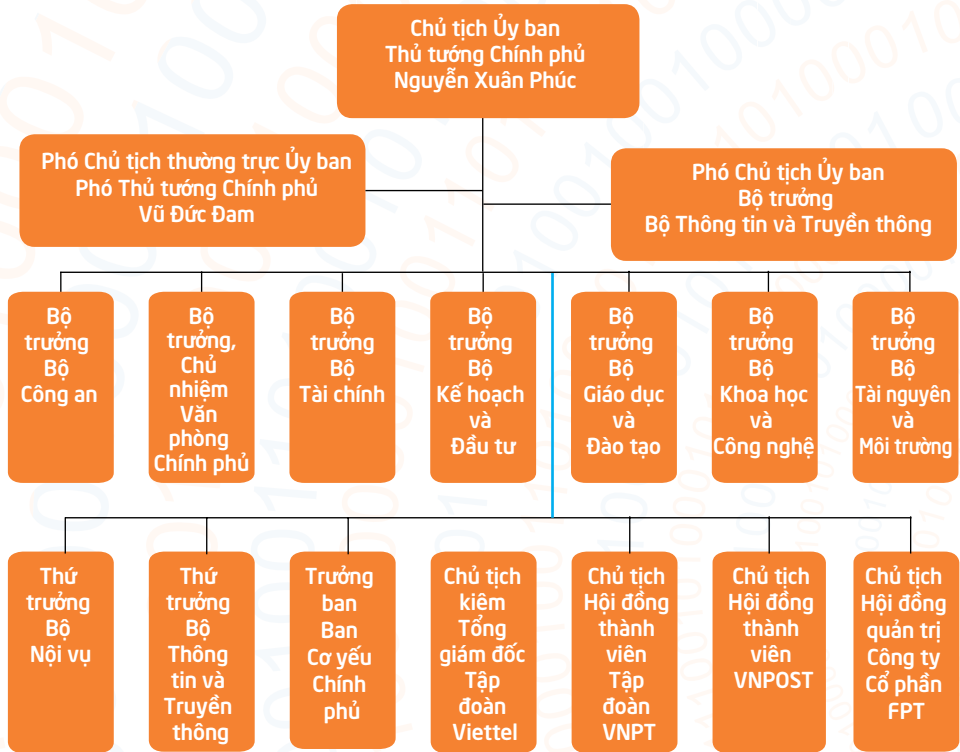 Chủ tịch Ủy ban
Thủ tướng Chính phủ
Nguyễn Xuân Phúc
Phó Chủ tịch thường trực Ủy ban
Phó Thủ tướng Chính phủ
Vũ Đức Đam
Phó Chủ tịch Ủy ban
Bộ trưởng
Bộ Thông tin và Truyền thông
Bộ
trưởng
Bộ
Công an
Bộ
trưởng,
Chủ
nhiệm
Văn
phòng
Chính phủ
Bộ
trưởng
Bộ
Tài chính
Bộ
trưởng
Bộ
Kế hoạch
và
Đầu tư
Bộ
trưởng
Bộ
Giáo dục
và
Đào tạo
Bộ
trưởng
Bộ
Khoa học
và
Công nghệ
Bộ
trưởng
Bộ
Tài nguyên
và
Môi trường
Thứ
trưởng
Bộ
Nội vụ
Thứ
trưởng
Bộ
Thông
tin và
Truyền
thông
Trưởng
ban
Ban
Cơ yếu
Chính
phủ
Chủ tịch
kiêm
Tổng
giám đốc
Tập
đoàn
Viettel
Chủ tịch
Hội đồng
thành
viên
Tập
đoàn
VNPT
Chủ tịch
Hội đồng
thành
viên
VNPOST
Chủ tịch
Hội đồng
quản trị
Công ty
Cổ phần
FPT